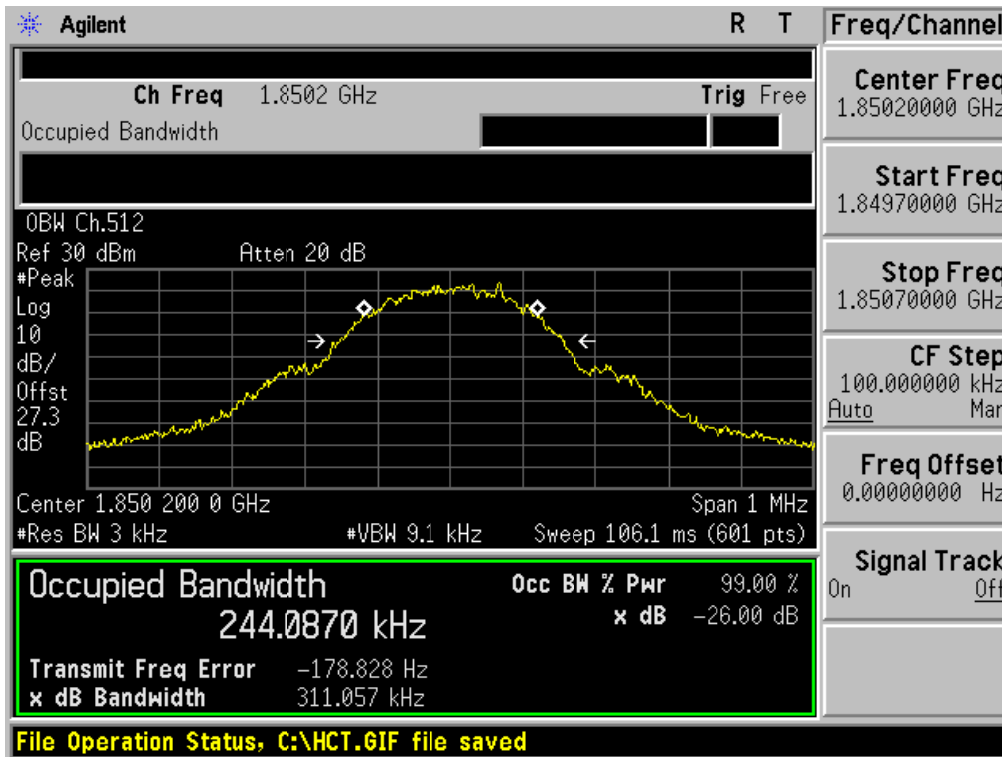 Agilent R T
Freq/Channel
Ch Freq 1.8502 GHz Trig Free
Occupied Bandwidth
OBW Ch.512
Ref 30 dBm Atten 20 dB
#Peak
Log
10
dB/
Offst
27.3
dB
Center 1.850 200 0 GHz Span 1 MHz
#Res BW 3 kHz #VBW 9.1 kHz Sweep 106.1 ms (601 pts)
Occupied Bandwidth
244.0870 kHz
Occ BW % Pwr 99.00 %
x dB -26.00 dB
Transmit Freq Error -178.828 Hz
x dB Bandwidth 311.057 kHz
File Operation Status, C:\HCT.GIF file saved
Center Freq
1.85020000 GHz
Start Freq
1.84970000 GHz
Stop Freq
1.85070000 GHz
CF Step
100.000000 kHz
Auto Man
Freq Offset
0.00000000 Hz
Signal Track
On Off